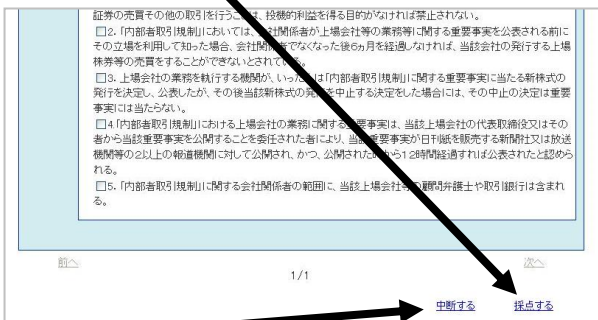 証券の売買その他の取引を行うことは、投機的利益を得る目的がなければ禁止されない。
□2.「内部者取引規制」においては、会社関係者が上場会社等の業務等に関する重要事実を公表される前に
その立場を利用して知った場合、会社関係者でなくなった後6ヵ月を経過しなければ、当該会社の発行する上場
株券等の売買をすることができないとされている。
□3. 上場会社の業務を執行する機関が、いったんは「内部者取引規制」に関する重要事実に当たる新株式の
発行を決定し、公表したが、その後当該新株式の発行を中止する決定をした場合には、その中止の決定は重要
事実には当たらない。
□4.「内部者取引規制」における上場会社の業務に関する重要事実は、当該上場会社の代表取締役又はその
者から当該重要事実を公開することを委任された者により、当該重要事実が日刊紙を販売する新聞社又は放送
機関等の2以上の報道機関に対して公開され、かつ、公開された時から12時間経過すれば公表されたと認めら
れる。
□5.「内部者取引規制」に関する会社関係者の範囲に、当該上場会社等の顧問弁護士や取引銀行は含まれ
る。
前へ
1/1
次へ
中断する
採点する